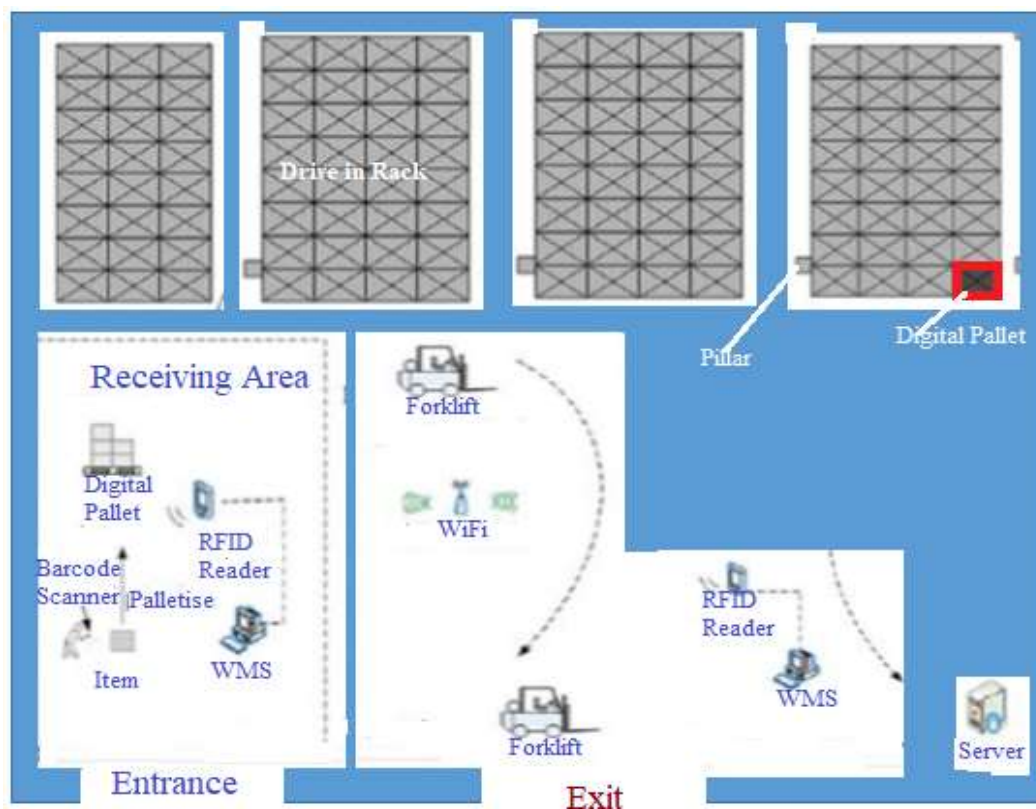 Drive in Rack
Pillar
Digital Pallet
Receiving Area
Forklift
Digital
Pallet
WiFi
RFID
Reader
Barcode
Scanner
Palletise
RFID
Reader
Item
WMS
WMS
Forklift
Server
Entrance
Exit